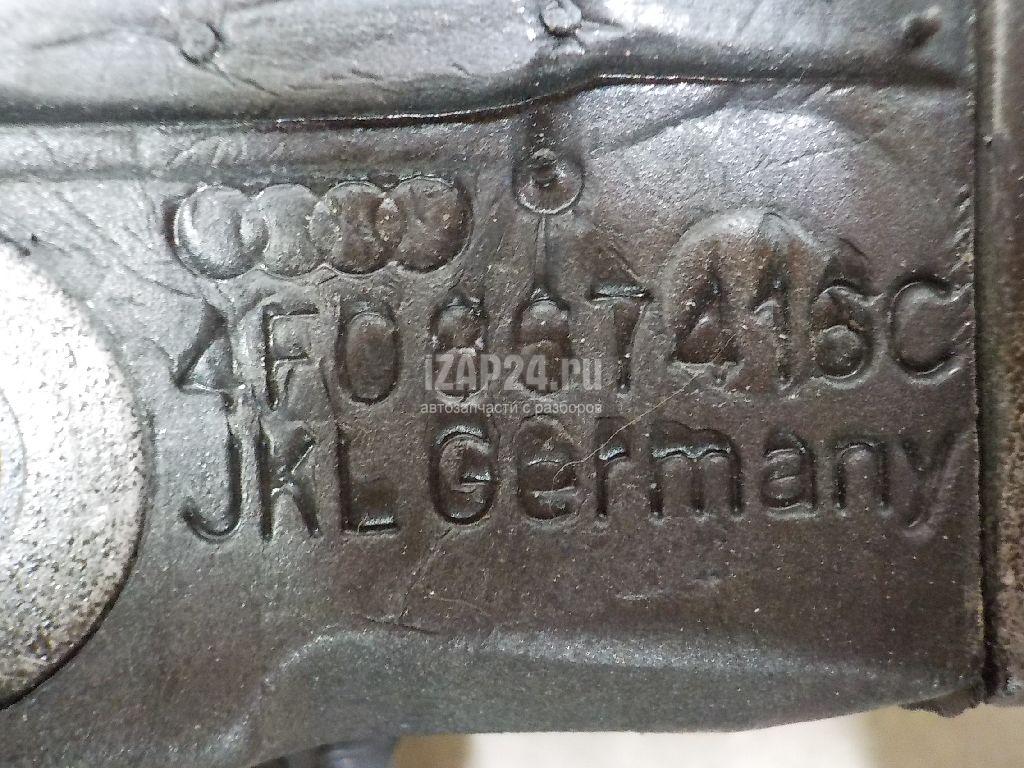 4F0 867 416C
iZAP24.ru
автозапчасти с разборов
JKL Germany